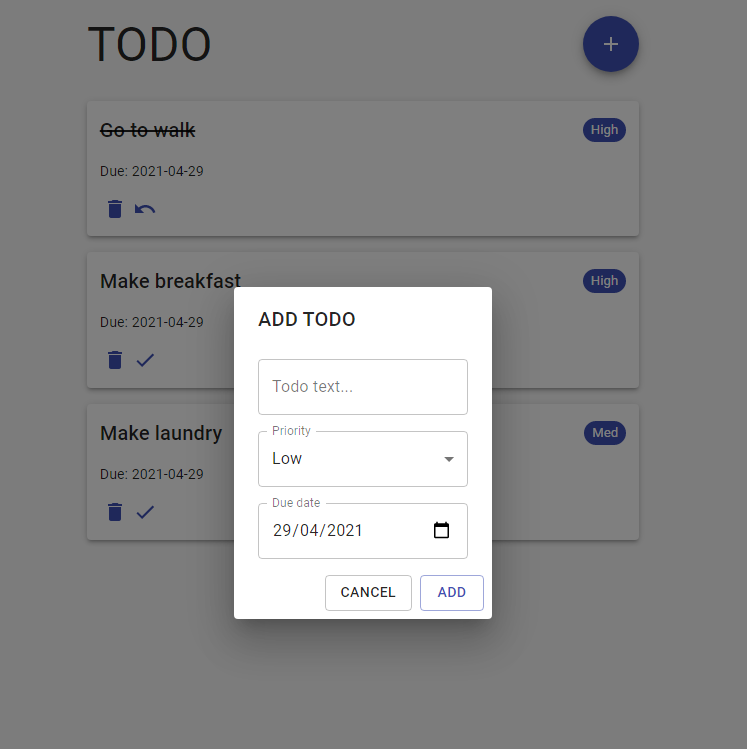 TODO
+
Go to walk
High
Due: 2021-04-29
Make breakfast
High
Due: 2021-04-29
Make laundry
Med
Due: 2021-04-29
ADD TODO
Todo text...
Priority
Low
Due date
29/04/2021
CANCEL ADD